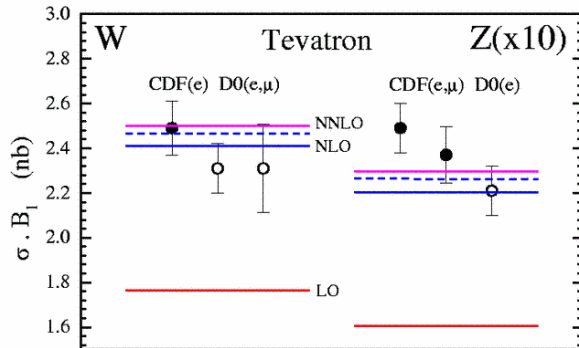 3.0
W Tevatron Z(x10)
2.8
CDF(e) D0(e,μ) CDF(e,μ) D0(e)
2.6
NNLO
2.4
NLO
2.2
2.0
1.8
LO
1.6
σ . B₁ (nb)